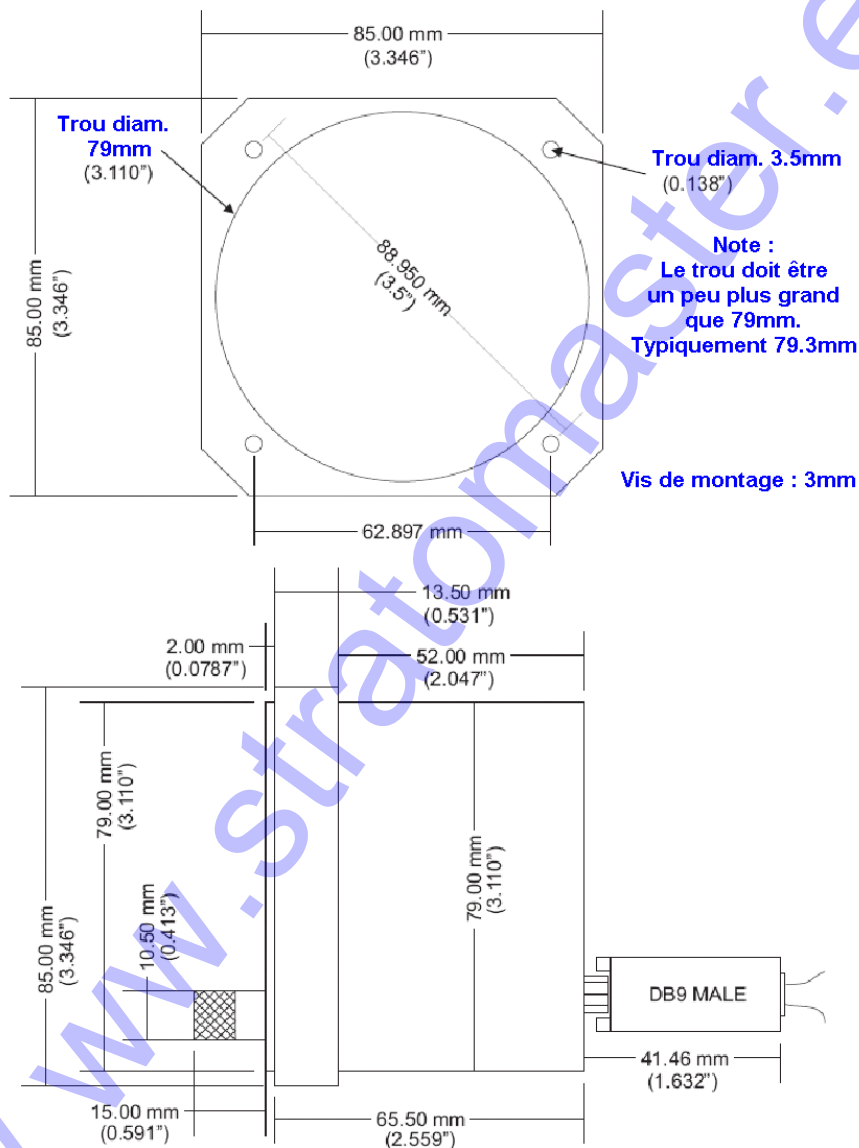 85.00 mm
(3.346")
Trou diam.
79mm
(3.110")
Trou diam. 3.5mm
(0.138")
88.950 mm
(3.5")
85.00 mm
(3.346")
Note :
Le trou doit être
un peu plus grand
que 79mm.
Typiquement 79.3mm
Vis de montage : 3mm
62.897 mm
13.50 mm
(0.531")
2.00 mm
(0.0787")
52.00 mm
(2.047")
79.00 mm
(3.110")
79.00 mm
(3.110")
10.50 mm
(0.413")
85.00 mm
(3.346")
DB9 MALE
41.46 mm
(1.632")
15.00 mm
(0.591")
65.50 mm
(2.559")
www.stratomaster.e